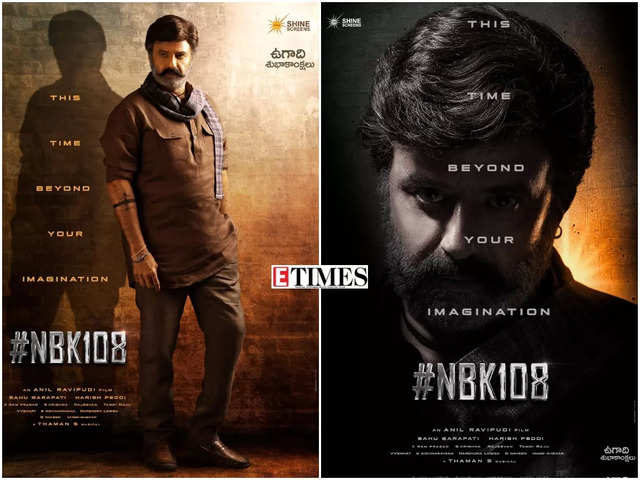 SHINE
SCREENS
ఉగాది
శుభాకాంక్షలు
THIS
TIME
BEYOND
YOUR
IMAGINATION
#NBK108
AN ANIL RAVIPUDI FILM
SAHU GARAPATI HARISH PEDDI
A THAMAN S MUSICAL
ETIMES
SHINE
SCREENS
THIS
TIME
BEYOND
YOUR
IMAGINATION
#NBK108
AN ANIL RAVIPUDI FILM
SAHU GARAPATI HARISH PEDDI
A THAMAN S MUSICAL
ఉగాది
శుభాకాంక్షలు